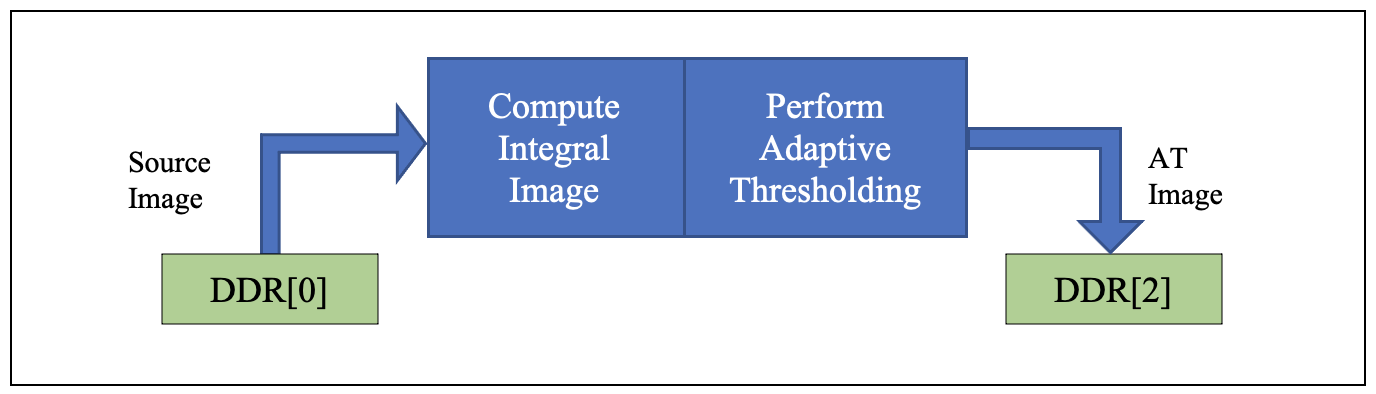 Source
Image
DDR[0]
Compute
Integral
Image
Perform
Adaptive
Thresholding
AT
Image
DDR[2]